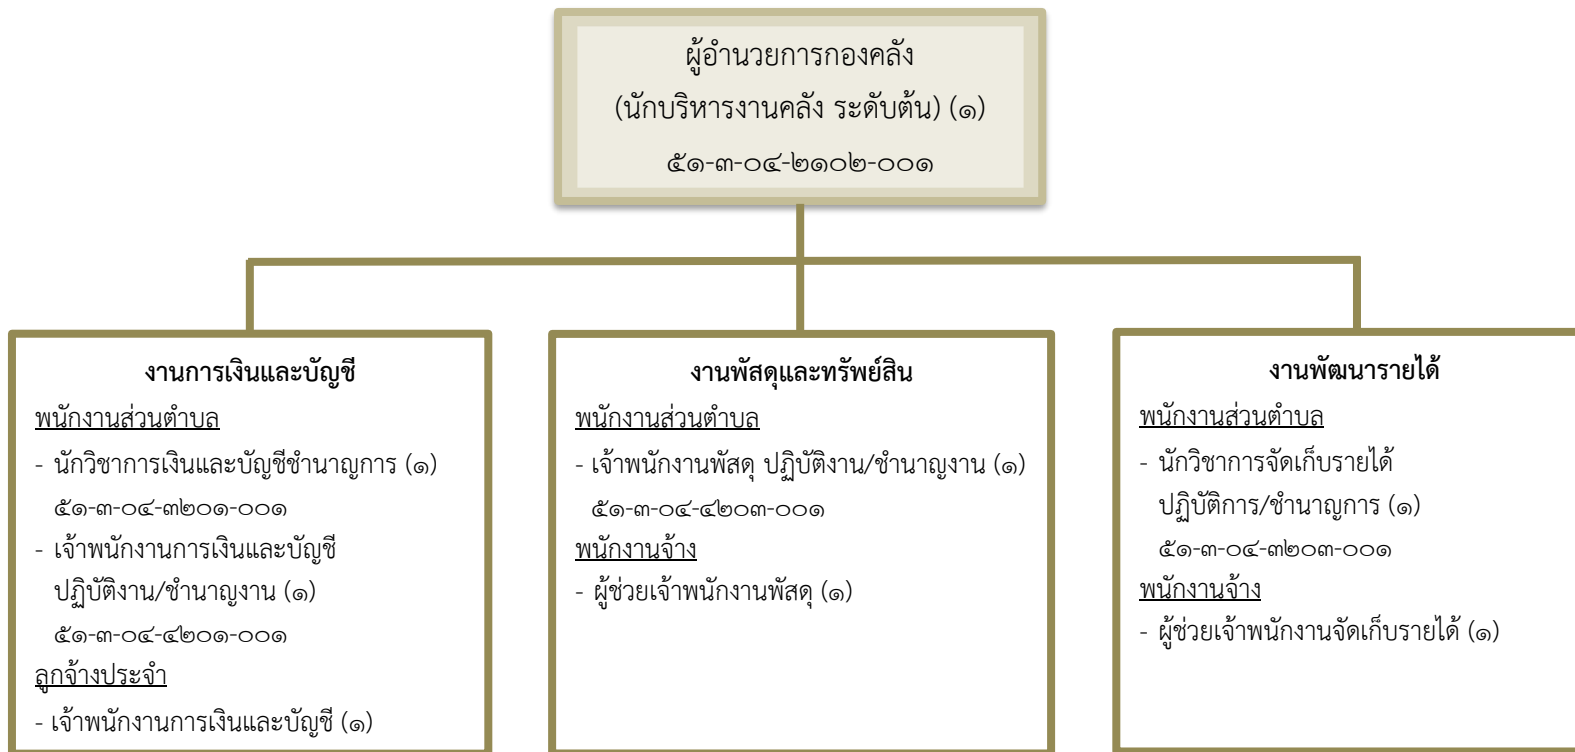 ผู้อำนวยการกองคลัง
(นักบริหารงานคลัง ระดับต้น) (๑)
๕๑-๓-๐๔-๒๑๐๒-๐๐๑
งานการเงินและบัญชี
พนักงานส่วนตำบล
- นักวิชาการเงินและบัญชีชำนาญการ (๑)
๕๑-๓-๐๔-๓๒๐๑-๐๐๑
- เจ้าพนักงานการเงินและบัญชี
ปฏิบัติงาน/ชำนาญงาน (๑)
๕๑-๓-๐๔-๔๒๐๑-๐๐๑
ลูกจ้างประจำ
- เจ้าพนักงานการเงินและบัญชี (๑)
งานพัสดุและทรัพย์สิน
พนักงานส่วนตำบล
- เจ้าพนักงานพัสดุ ปฏิบัติงาน/ชำนาญงาน (๑)
๕๑-๓-๐๔-๔๒๐๓-๐๐๑
พนักงานจ้าง
- ผู้ช่วยเจ้าพนักงานพัสดุ (๑)
งานพัฒนารายได้
พนักงานส่วนตำบล
- นักวิชาการจัดเก็บรายได้
ปฏิบัติการ/ชำนาญการ (๑)
๕๑-๓-๐๔-๓๒๐๓-๐๐๑
พนักงานจ้าง
- ผู้ช่วยเจ้าพนักงานจัดเก็บรายได้ (๑)